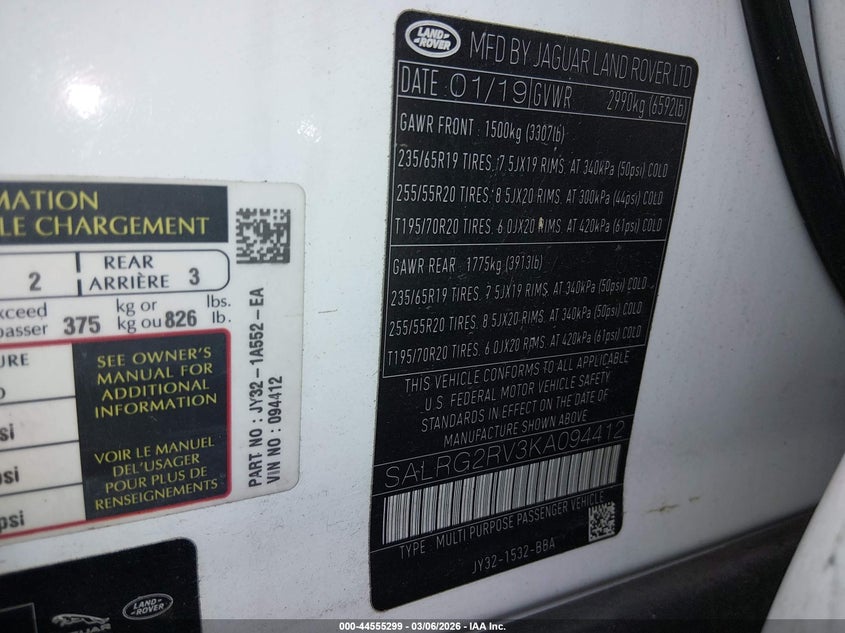 LAND
ROVER
MFD BY JAGUAR LAND ROVER LTD
DATE 01/19 GVWR 2990kg (6592lb)
GAWR FRONT : 1500kg (3307lb)
235/65R19 TIRES, 7.5JX19 RIMS, AT 340kPa (50psi) COLD
255/55R20 TIRES, 8.5JX20 RIMS, AT 300kPa (44psi) COLD
T195/70R20 TIRES, 6.0JX20 RIMS, AT 420kPa (61psi) COLD
GAWR REAR : 1775kg (3913lb)
235/65R19 TIRES, 7.5JX19 RIMS, AT 340kPa (50psi) COLD
255/55R20 TIRES, 8.5JX20 RIMS, AT 340kPa (50psi) COLD
T195/70R20 TIRES, 6.0JX20 RIMS, AT 420kPa (61psi) COLD
THIS VEHICLE CONFORMS TO ALL APPLICABLE
U.S. FEDERAL MOTOR VEHICLE SAFETY
STANDARDS IN EFFECT ON THE DATE OF
MANUFACTURE SHOWN ABOVE
SALRG2RV3KA094412
TYPE : MULTI PURPOSE PASSENGER VEHICLE
JY32-1532-BBA
MATION
LE CHARGEMENT
2 REAR
ARRIÈRE 3
xceed
passer 375 kg or
kg ou 826 lbs.
lb.
SEE OWNER'S
MANUAL FOR
ADDITIONAL
INFORMATION
VOIR LE MANUEL
DEL'USAGER
POUR PLUS DE
RENSEIGNEMENTS
psi
PART NO : JY32-1A552-EA
VIN NO : 094412
LAND
ROVER
000-44555299 - 03/06/2026 - IAA Inc.